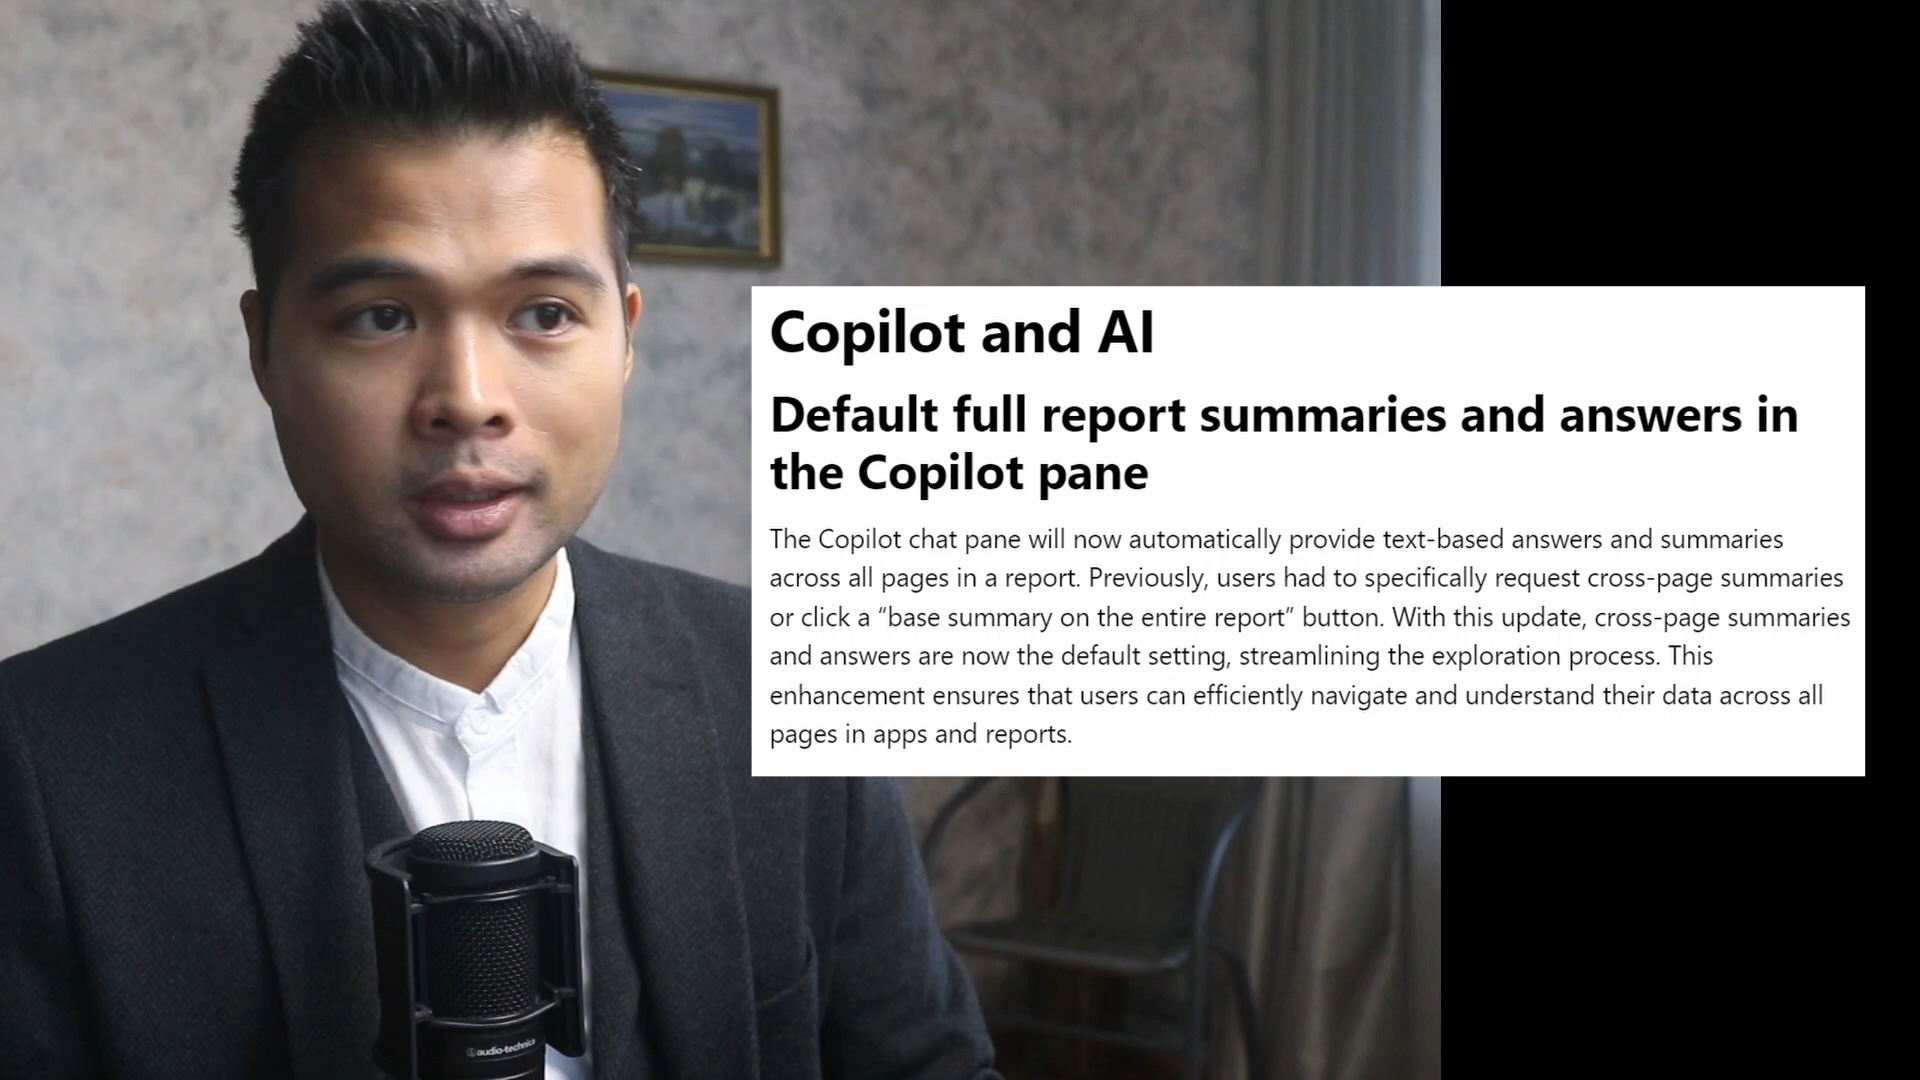 Copilot and AI
Default full report summaries and answers in
the Copilot pane
The Copilot chat pane will now automatically provide text-based answers and summaries
across all pages in a report. Previously, users had to specifically request cross-page summaries
or click a “base summary on the entire report” button. With this update, cross-page summaries
and answers are now the default setting, streamlining the exploration process. This
enhancement ensures that users can efficiently navigate and understand their data across all
pages in apps and reports.
audio-technica